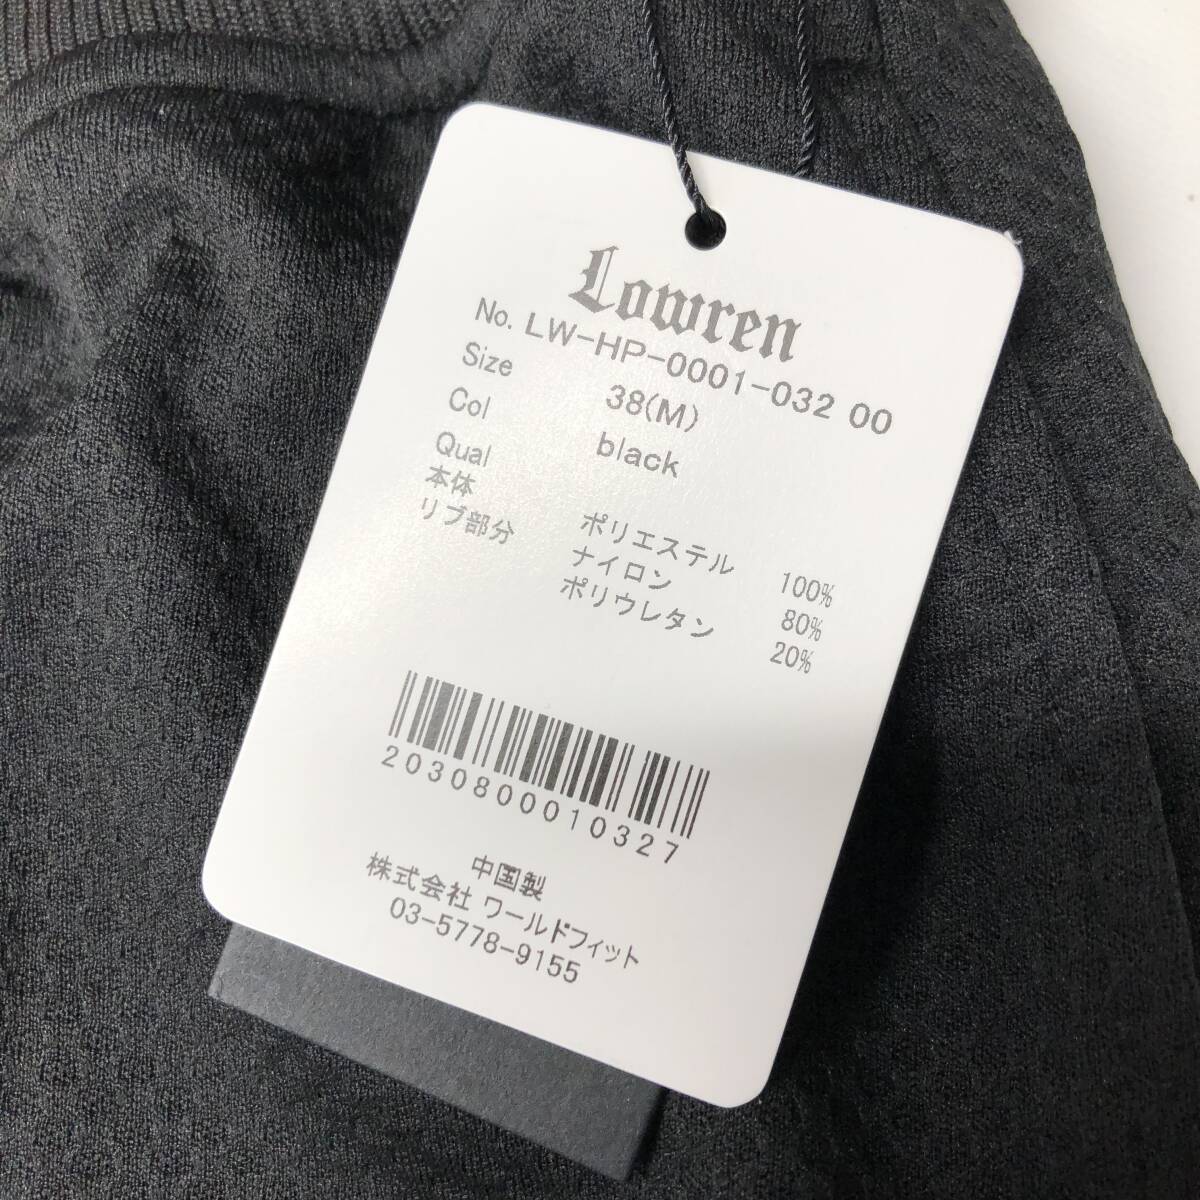 Lowren
No. LW-HP-0001-032 00
Size 38(M)
Col black
Qual
本体 ポリエステル 100%
リブ部分 ナイロン 80%
ポリウレタン 20%
2030800010327
中国製
株式会社 ワールドフィット
03-5778-9155